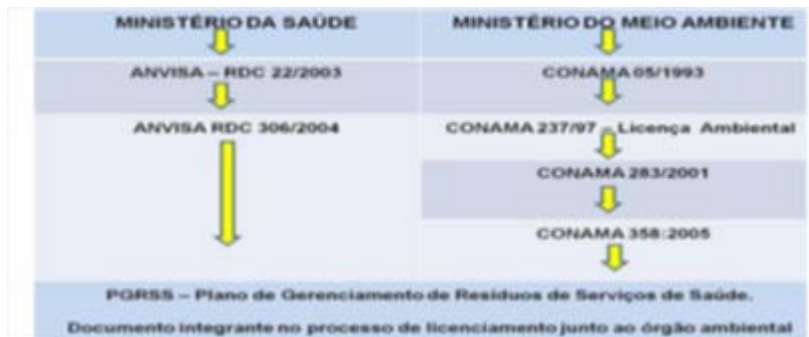 MINISTÉRIO DA SAÚDE
MINISTÉRIO DO MEIO AMBIENTE
ANVISA – RDC 22/2003
CONAMA 05/1993
ANVISA RDC 306/2004
CONAMA 237/97 – Licença Ambiental
CONAMA 283/2001
CONAMA 358:2005
PGRSS – Plano de Gerenciamento de Resíduos de Serviços de Saúde.
Documento integrante no processo de licenciamento junto ao órgão ambiental